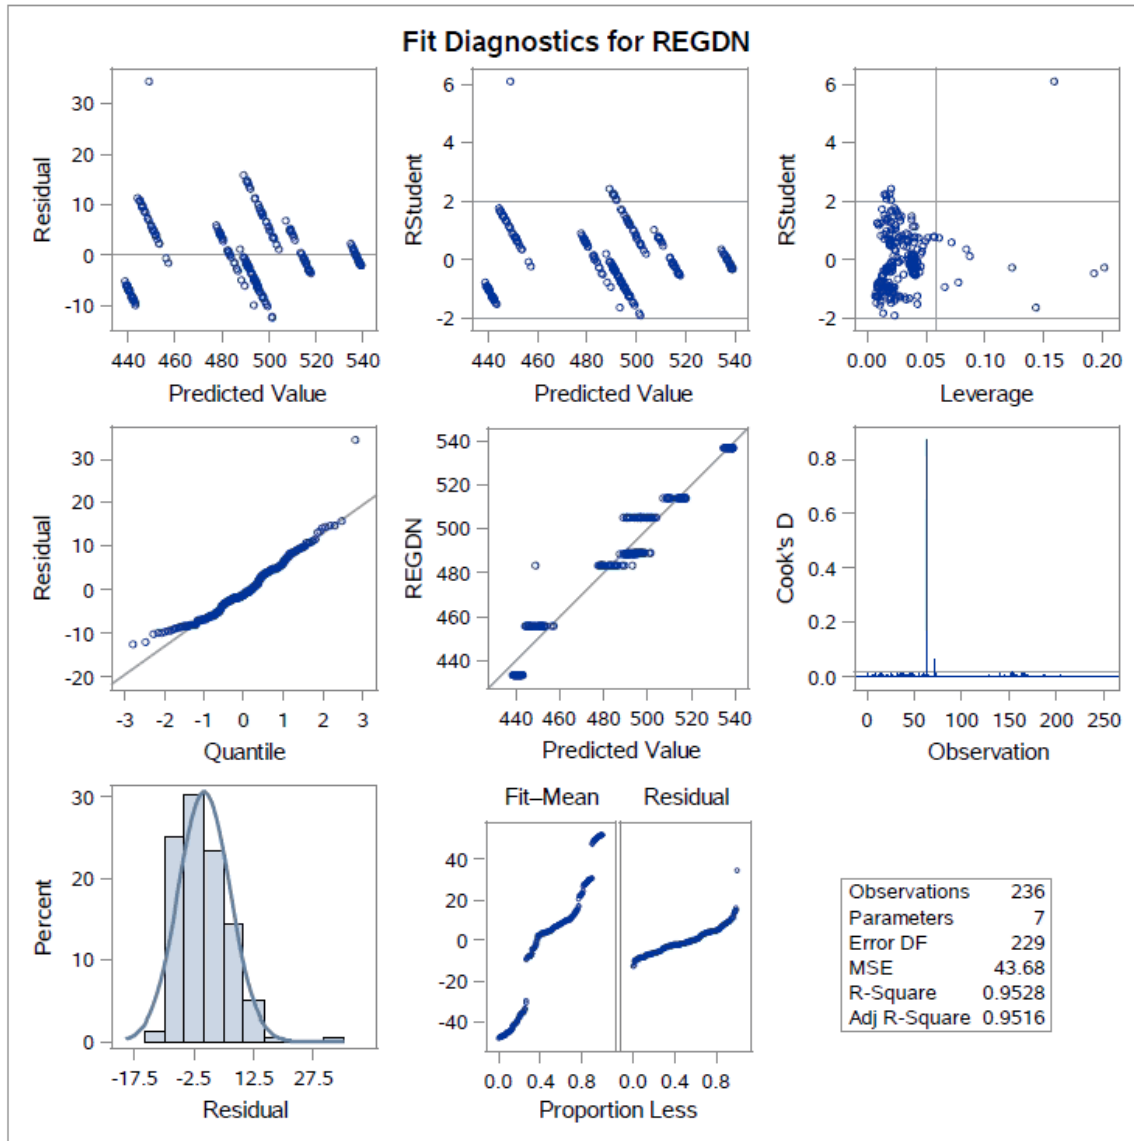 Fit Diagnostics for REGDN
30
20
10
0
-10
Residual
440 460 480 500 520 540
Predicted Value
6
4
2
0
-2
RStudent
440 460 480 500 520 540
Predicted Value
6
4
2
0
-2
RStudent
0.00 0.05 0.10 0.15 0.20
Leverage
30
20
10
0
-10
-20
Residual
-3 -2 -1 0 1 2 3
Quantile
540
520
500
480
460
440
REGDN
440 460 480 500 520 540
Predicted Value
0.8
0.6
0.4
0.2
0.0
Cook's D
0 50 100 150 200 250
Observation
30
20
10
0
Percent
-17.5 -2.5 12.5 27.5
Residual
Fit–Mean Residual
40
20
0
-20
-40
0.0 0.4 0.8 0.0 0.4 0.8
Proportion Less
Observations 236
Parameters 7
Error DF 229
MSE 43.68
R-Square 0.9528
Adj R-Square 0.9516